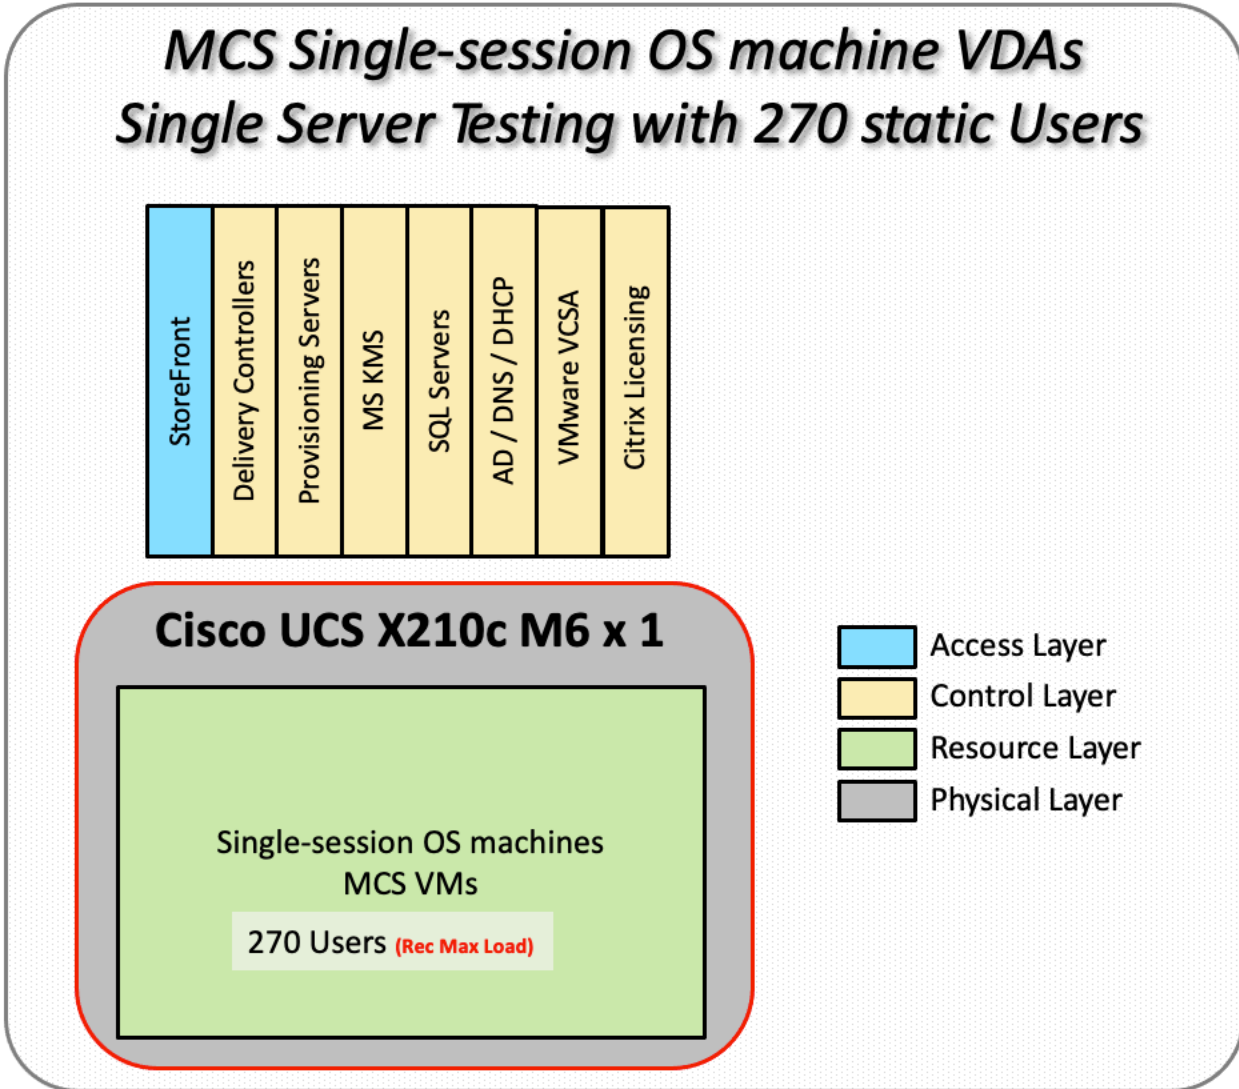 MCS Single-session OS machine VDAs
Single Server Testing with 270 static Users
StoreFront
Delivery Controllers
Provisioning Servers
MS KMS
SQL Servers
AD / DNS / DHCP
VMware VCSA
Citrix Licensing
Cisco UCS X210c M6 x 1
Single-session OS machines
MCS VMs
270 Users (Rec Max Load)
Access Layer
Control Layer
Resource Layer
Physical Layer